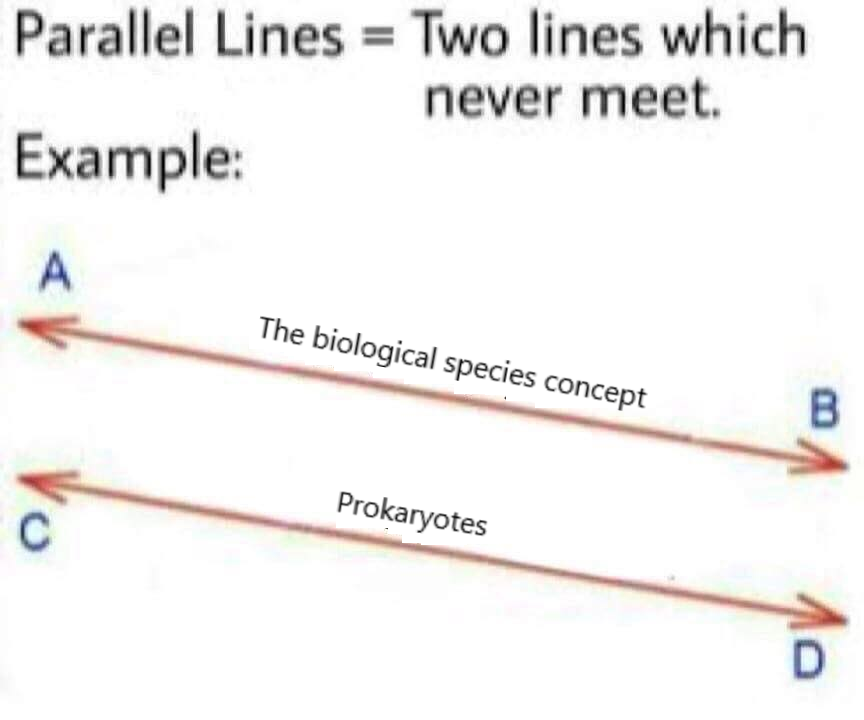 Parallel Lines = Two lines which
never meet.
Example:
A
The biological species concept
B
Prokaryotes
C
D